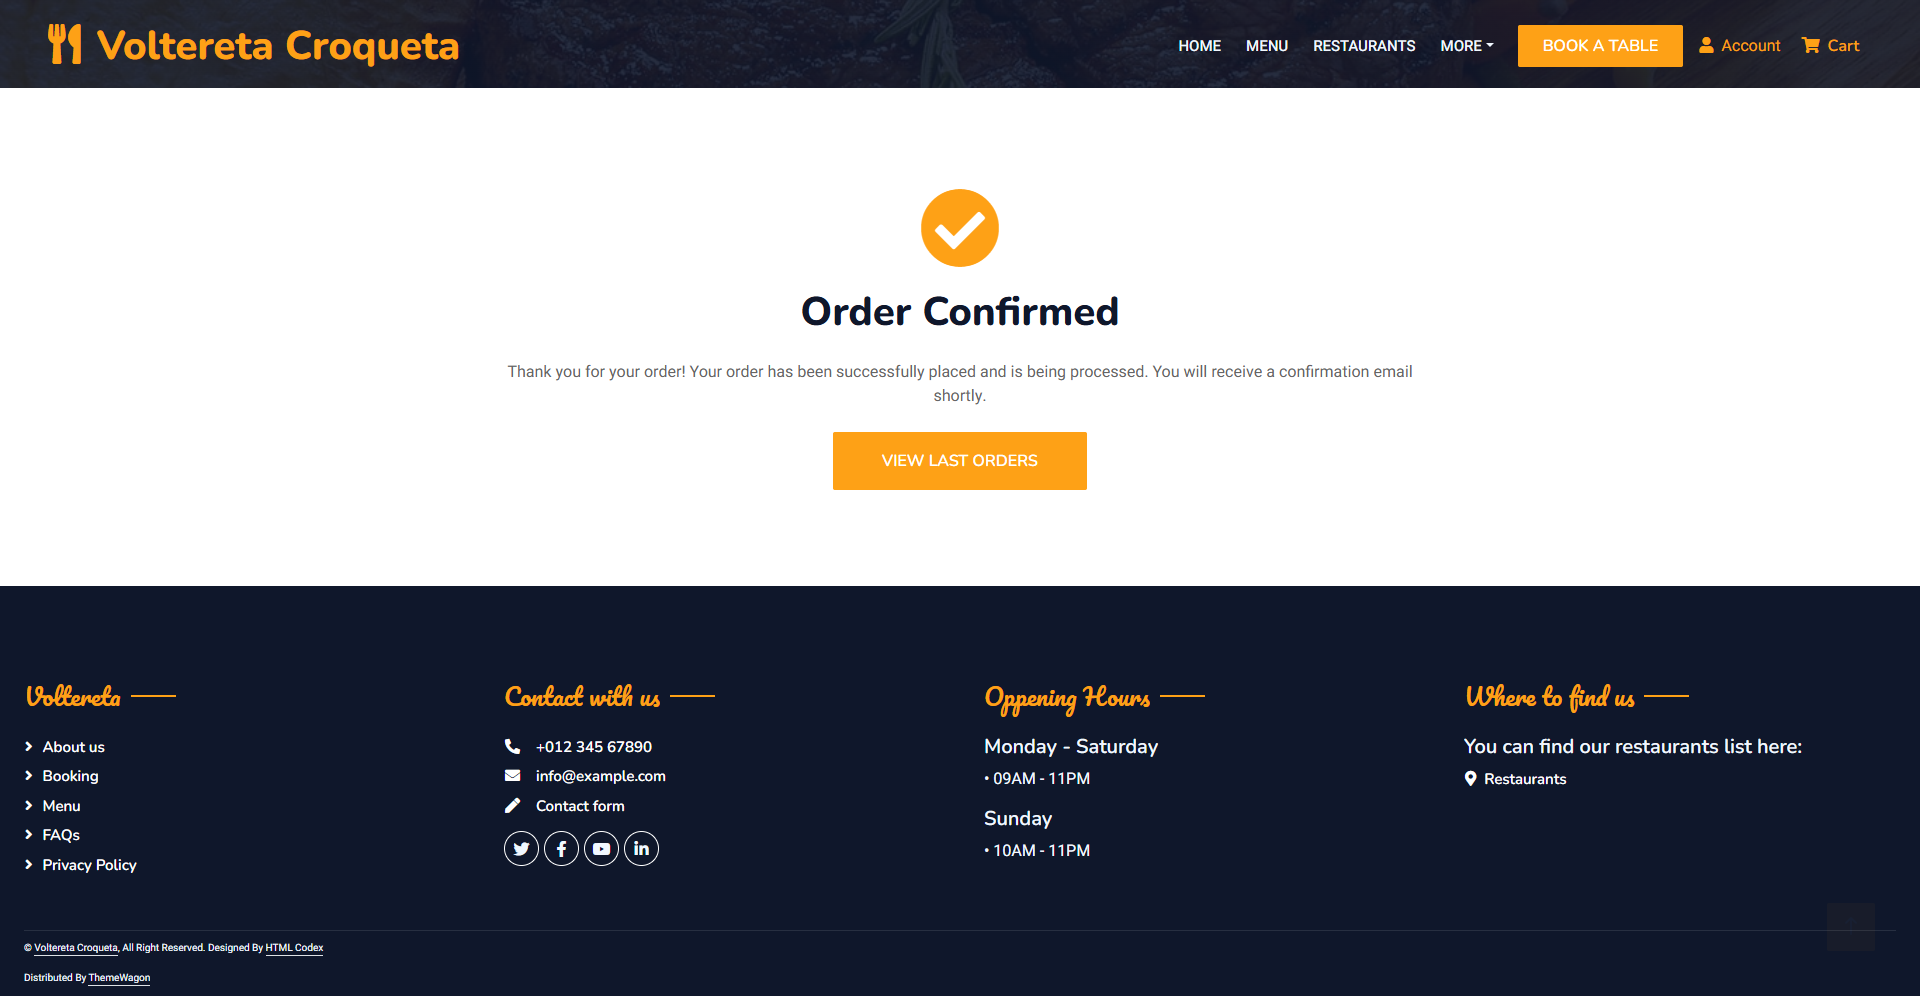 Voltereta Croqueta
HOME MENU RESTAURANTS MORE BOOK A TABLE Account Cart
Order Confirmed
Thank you for your order! Your order has been successfully placed and is being processed. You will receive a confirmation email
shortly.
VIEW LAST ORDERS
Voltereta
About us
Booking
Menu
FAQs
Privacy Policy
Contact with us
+012 345 67890
info@example.com
Contact form
Oppening Hours
Monday - Saturday
• 09AM - 11PM
Sunday
• 10AM - 11PM
Where to find us
You can find our restaurants list here:
Restaurants
© Voltereta Croqueta, All Right Reserved. Designed By HTML Codex
Distributed By ThemeWagon